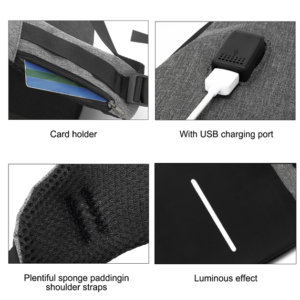 Card holder
With USB charging port
Plentiful sponge paddingin
shoulder straps
Luminous effect